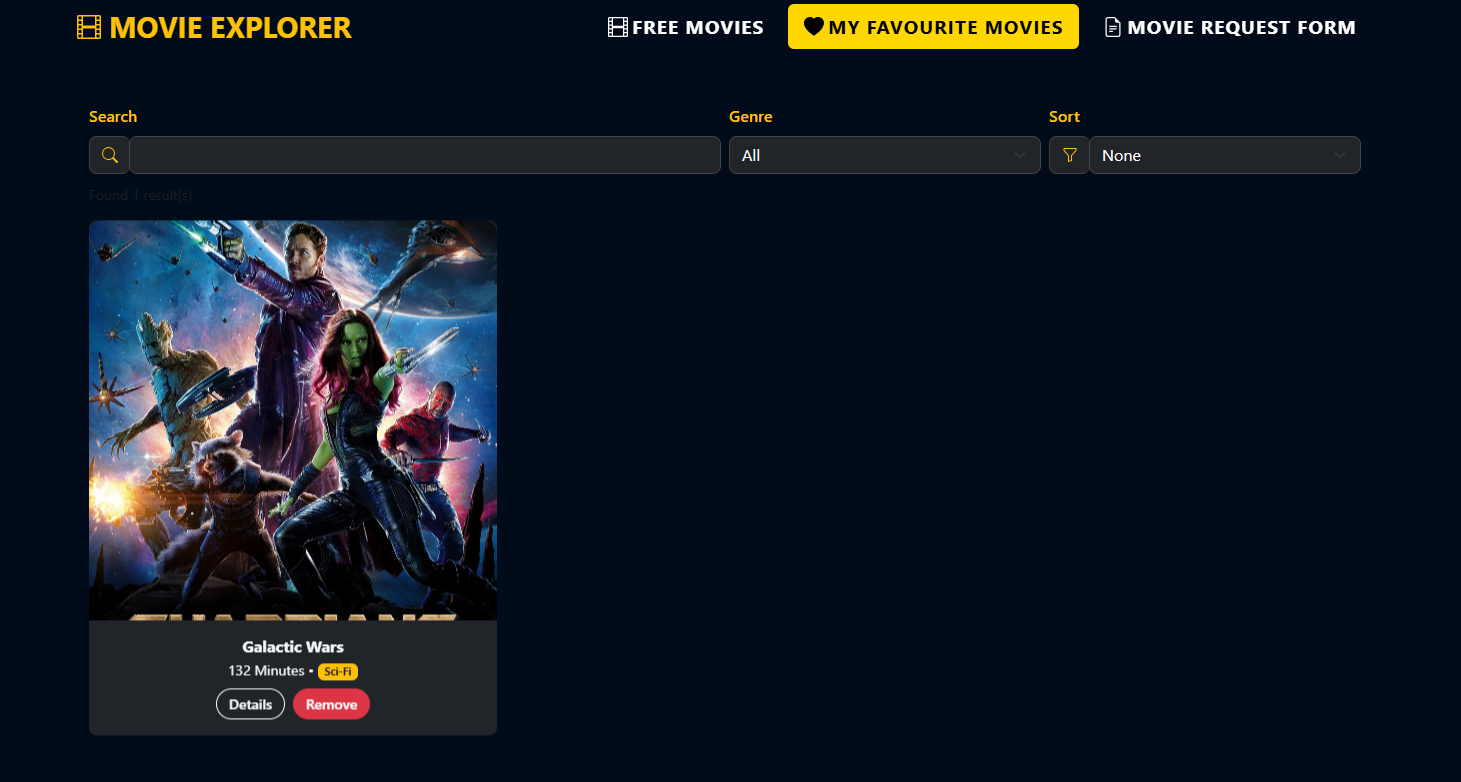 MOVIE EXPLORER
FREE MOVIES
MY FAVOURITE MOVIES
MOVIE REQUEST FORM
Search
Genre
Sort
All
None
Found 1 result(s)
GUARDIANS
Galactic Wars
132 Minutes • Sci-Fi
Details
Remove